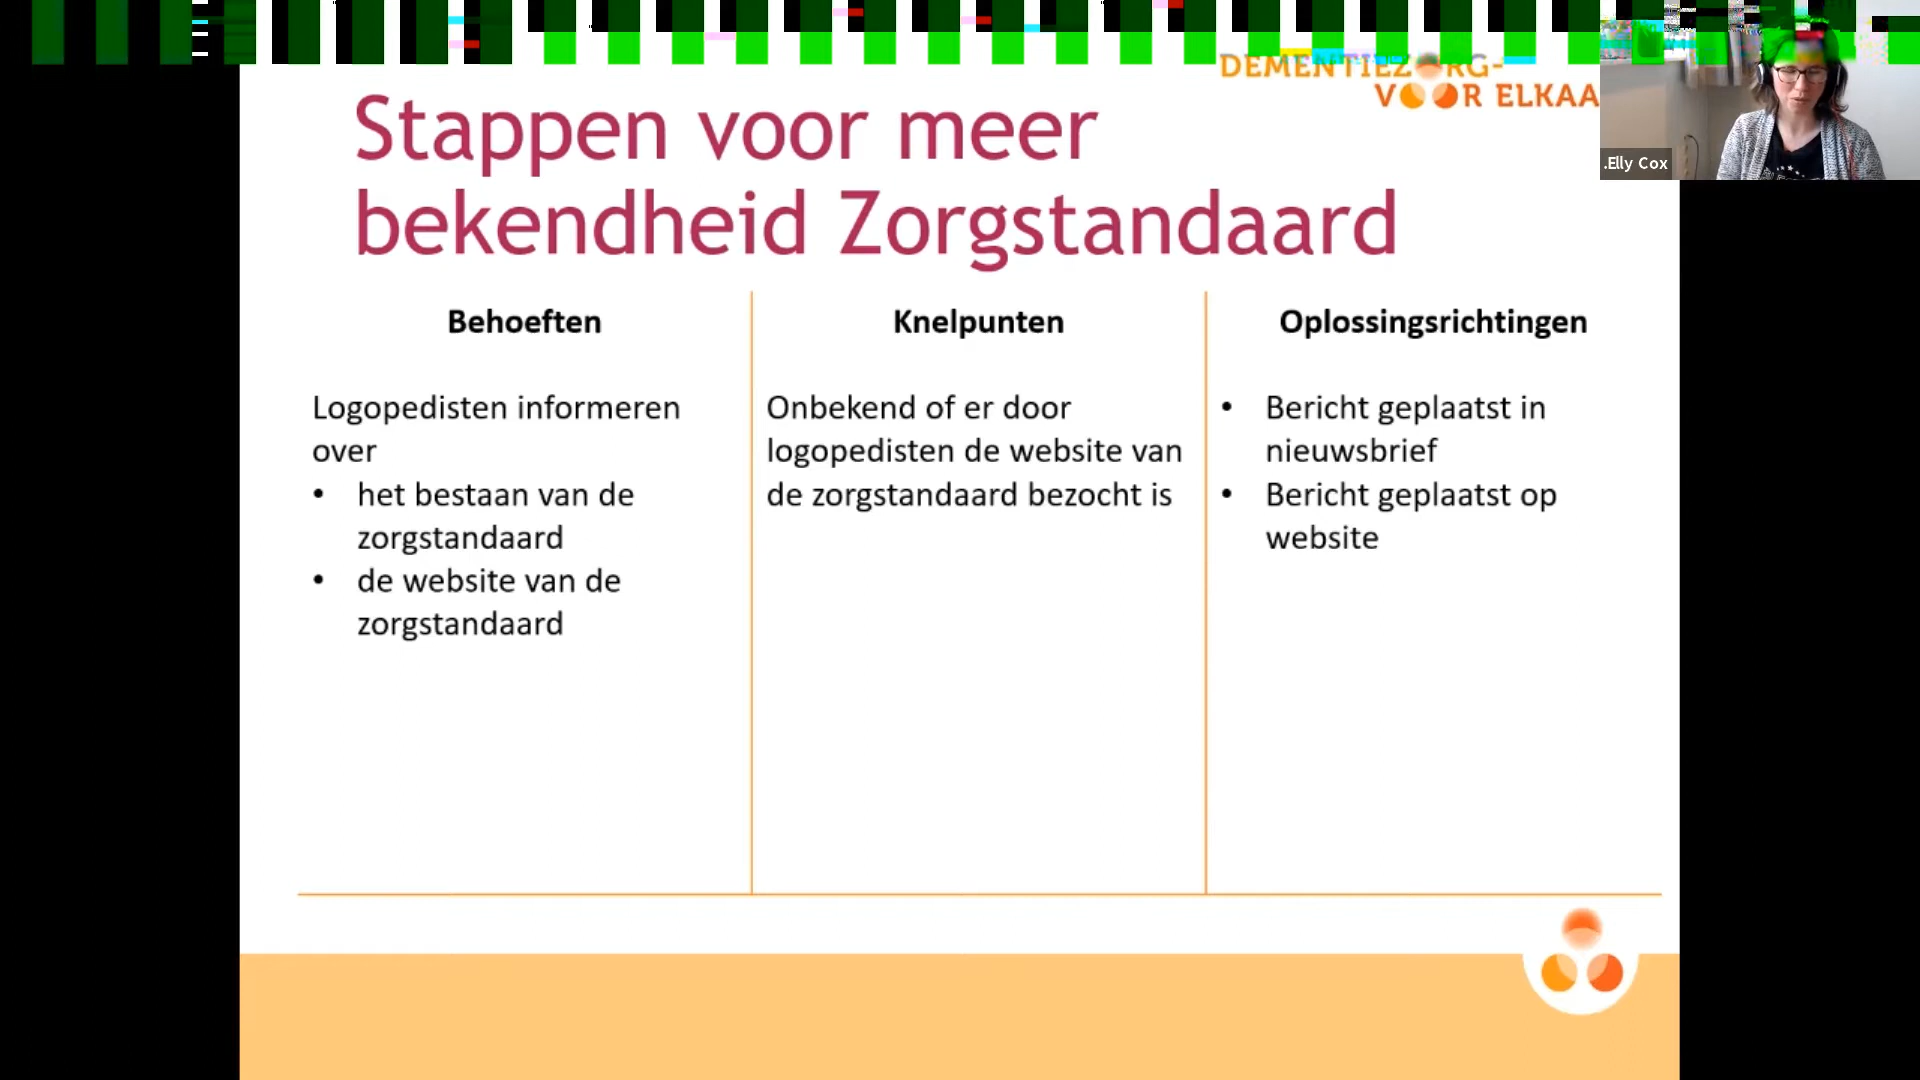 DEMENTIEZORG-
VOOR ELKAA
.Elly Cox
Stappen voor meer
bekendheid Zorgstandaard
Behoeften
Logopedisten informeren
over
• het bestaan van de
zorgstandaard
• de website van de
zorgstandaard
Knelpunten
Onbekend of er door
logopedisten de website van
de zorgstandaard bezocht is
Oplossingsrichtingen
• Bericht geplaatst in
nieuwsbrief
• Bericht geplaatst op
website